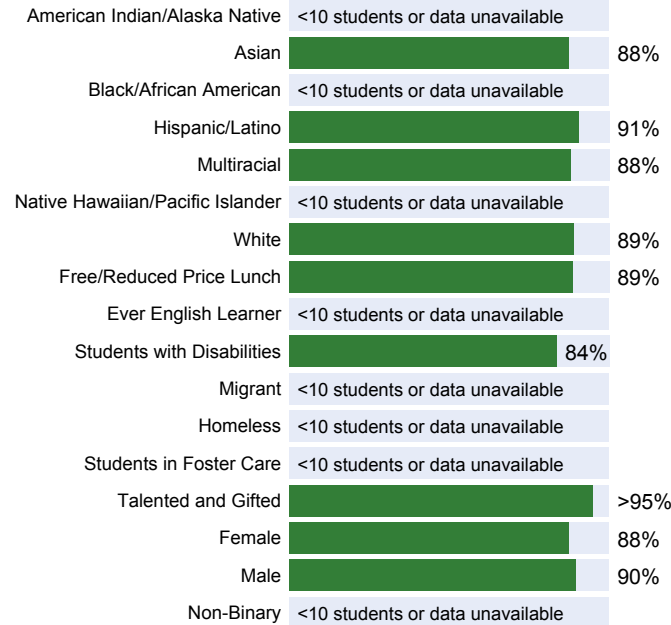 American Indian/Alaska Native <10 students or data unavailable
Asian 88%
Black/African American <10 students or data unavailable
Hispanic/Latino 91%
Multiracial 88%
Native Hawaiian/Pacific Islander <10 students or data unavailable
White 89%
Free/Reduced Price Lunch 89%
Ever English Learner <10 students or data unavailable
Students with Disabilities 84%
Migrant <10 students or data unavailable
Homeless <10 students or data unavailable
Students in Foster Care <10 students or data unavailable
Talented and Gifted >95%
Female 88%
Male 90%
Non-Binary <10 students or data unavailable